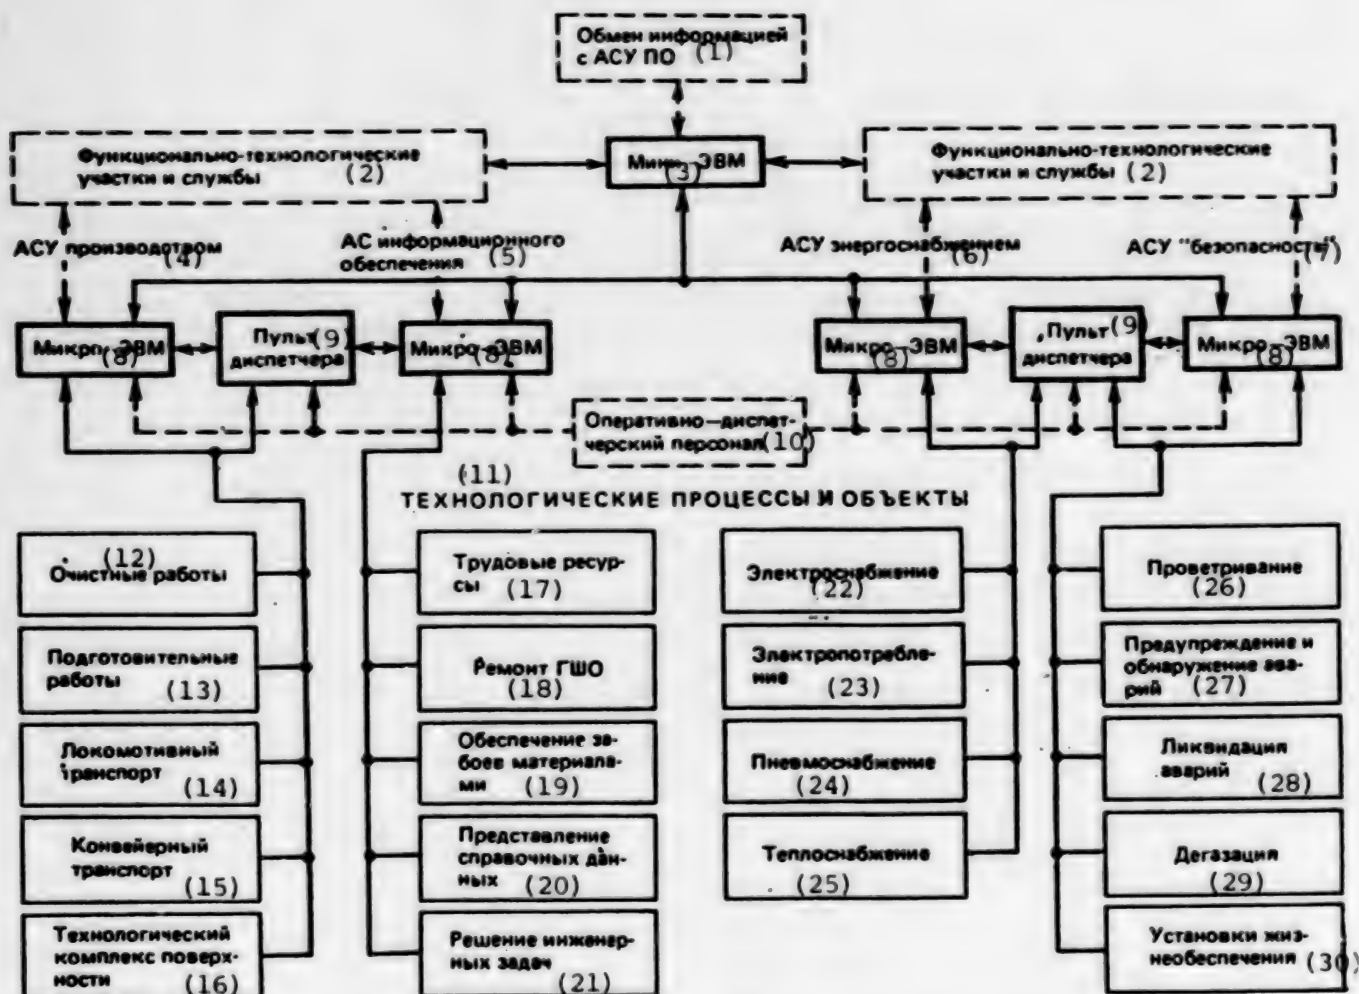 Обмен информацией
с АСУ ПО (1)
Функционально-технологические
участки и службы (2)
Мини-ЭВМ
(3)
Функционально-технологические
участки и службы (2)
АСУ производством
(4)
АС информационного
обеспечения (5)
АСУ энергоснабжением
(6)
АСУ "безопасность"
(7)
Микро-ЭВМ
(8)
Пульт (9)
диспетчера
Микро-ЭВМ
(8)
Микро-ЭВМ
(8)
Пульт (9)
диспетчера
Микро-ЭВМ
(8)
Оперативно-диспет-
черский персонал (10)
(11)
ТЕХНОЛОГИЧЕСКИЕ ПРОЦЕССЫ И ОБЪЕКТЫ
(12)
Очистные работы
Подготовительные
работы
(13)
Локомотивный
транспорт
(14)
Конвейерный
транспорт
(15)
Технологический
комплекс поверх-
ности (16)
Трудовые ресур-
сы (17)
Ремонт ГШО
(18)
Обеспечение за-
боев материала-
ми (19)
Представление
справочных дан-
ных (20)
Решение инженер-
ных задач
(21)
Электроснабжение
(22)
Электропотребле-
ние (23)
Пневмоснабжение
(24)
Теплоснабжение
(25)
Проветривание
(26)
Предупреждение и
обнаружение ава-
рий (27)
Ликвидация
аварий
(28)
Дегазация
(29)
Установки жиз-
необеспечения (30)